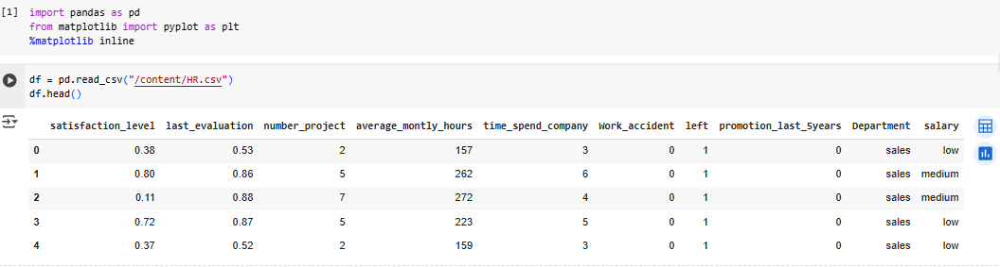 [1] import pandas as pd
from matplotlib import pyplot as plt
%matplotlib inline
df = pd.read_csv("/content/HR.csv")
df.head()
satisfaction_level last_evaluation number_project average_montly_hours time_spend_company Work_accident left promotion_last_5years Department salary
0 0.38 0.53 2 157 3 0 1 0 sales low
1 0.80 0.86 5 262 6 0 1 0 sales medium
2 0.11 0.88 7 272 4 0 1 0 sales medium
3 0.72 0.87 5 223 5 0 1 0 sales low
4 0.37 0.52 2 159 3 0 1 0 sales low